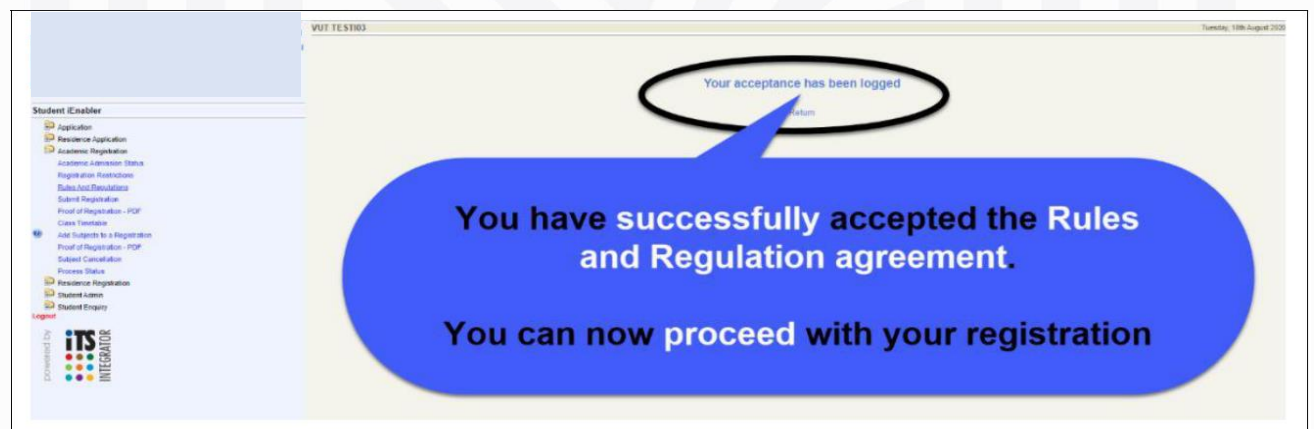 VUT TESTI03
Tuesday, 18th August 2020
Your acceptance has been logged
Return
Student iEnabler
Application
Residence Application
Academic Registration
Academic Admission Status
Registration Restrictions
Rules And Regulations
Submit Registration
Proof of Registration - PDF
Class Timetable
Add Subjects to a Registration
Proof of Registration - PDF
Subject Cancellation
Process Status
Residence Registration
Student Admin
Student Enquiry
Logout
powered by
iTS
INTEGRATOR
You have successfully accepted the Rules
and Regulation agreement.
You can now proceed with your registration